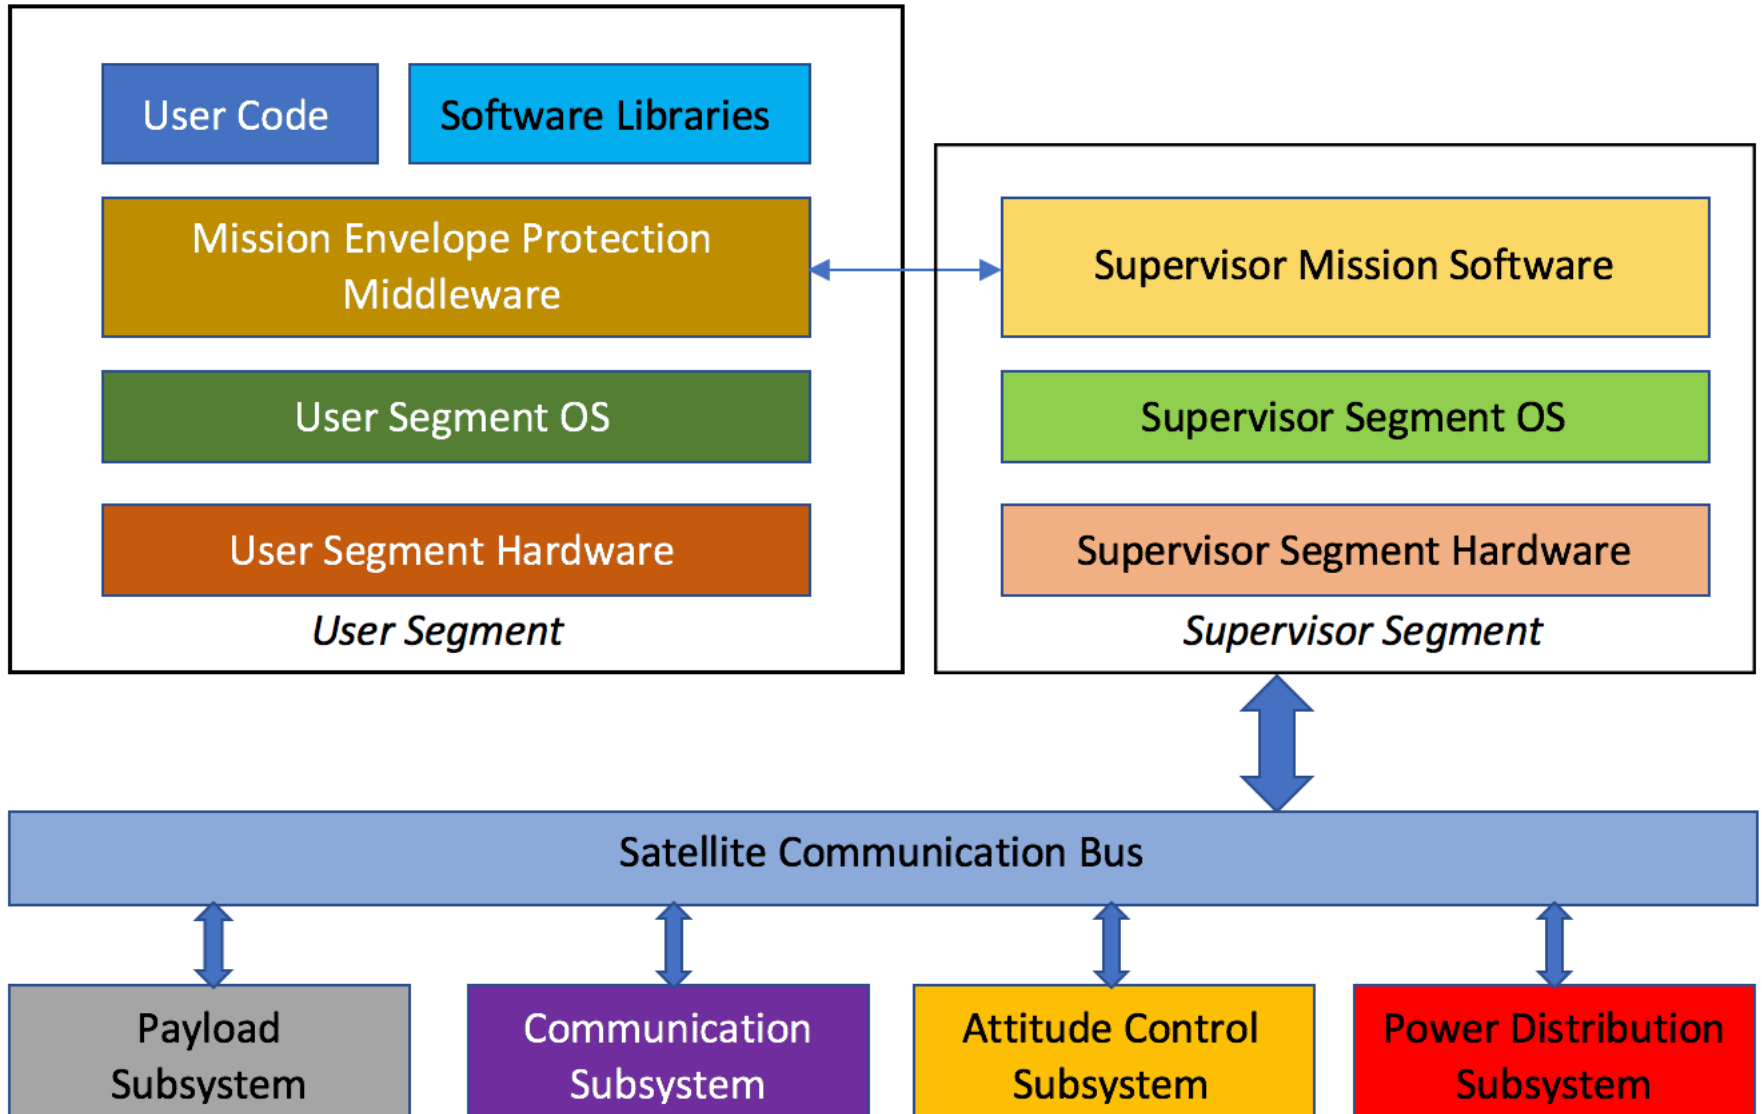 User Code
Software Libraries
Mission Envelope Protection
Middleware
Supervisor Mission Software
User Segment OS
Supervisor Segment OS
User Segment Hardware
Supervisor Segment Hardware
User Segment
Supervisor Segment
Satellite Communication Bus
Payload
Subsystem
Communication
Subsystem
Attitude Control
Subsystem
Power Distribution
Subsystem